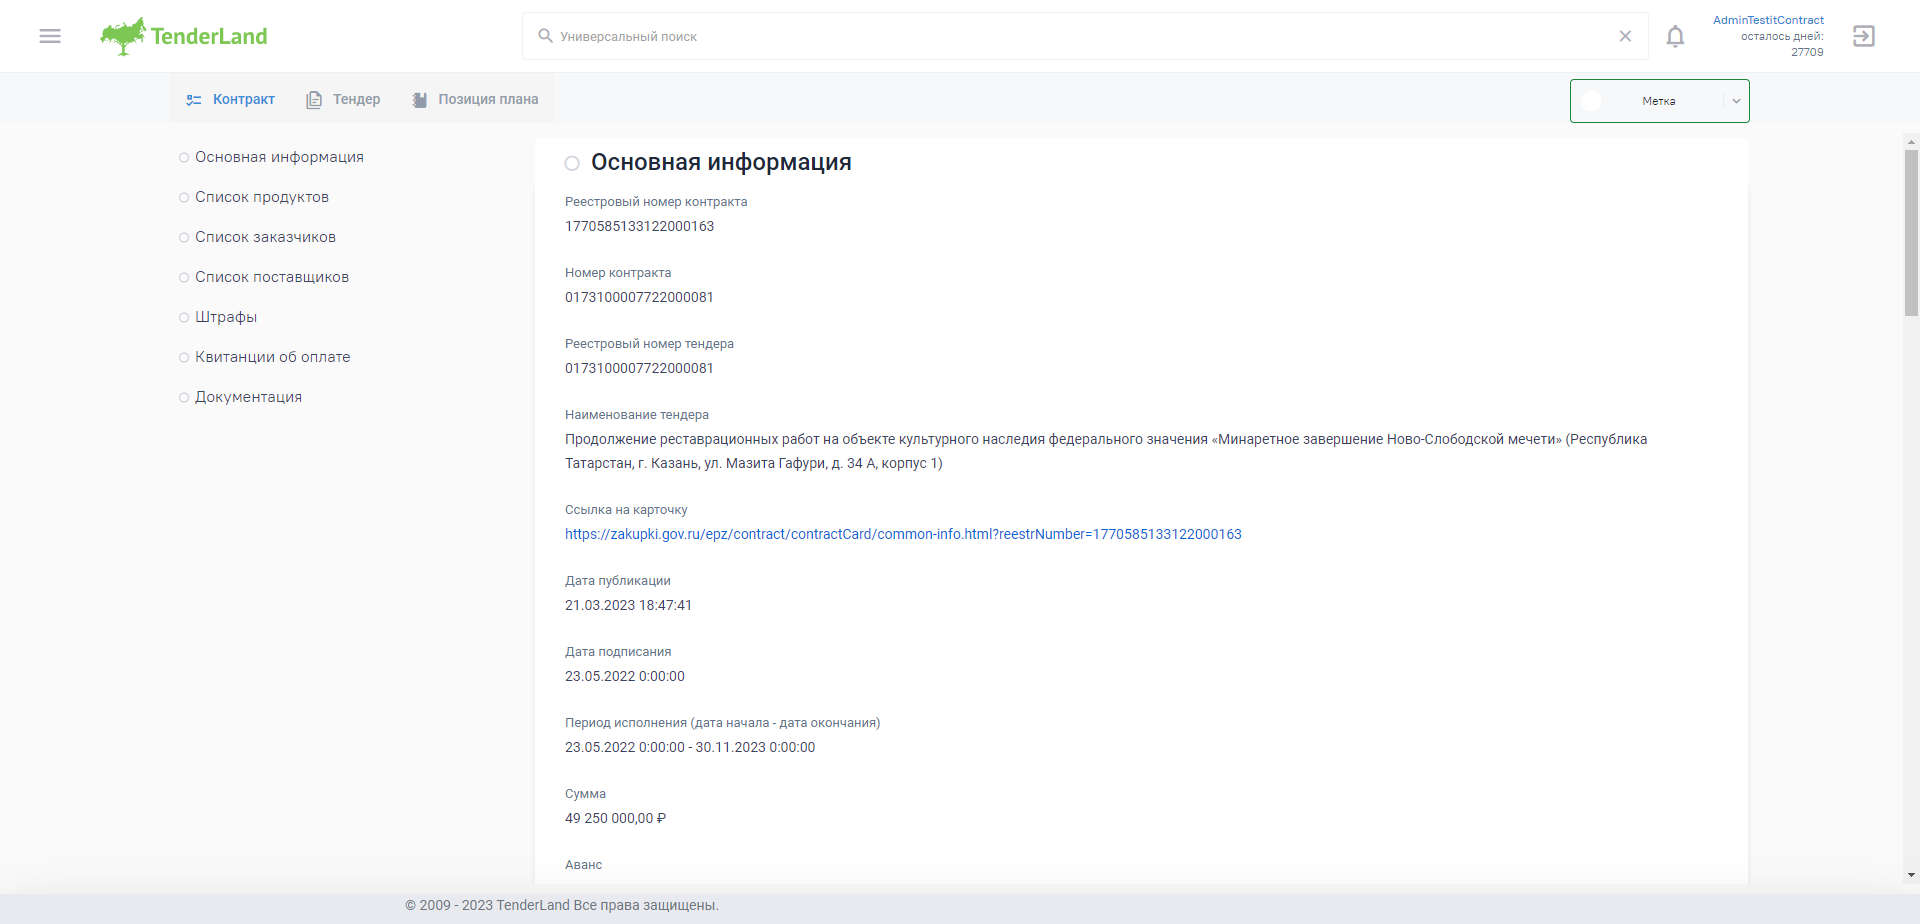 TenderLand
Универсальный поиск
AdminTestitContract
осталось дней:
27709
Контракт
Тендер
Позиция плана
Метка
Основная информация
Список продуктов
Список заказчиков
Список поставщиков
Штрафы
Квитанции об оплате
Документация
Основная информация
Реестровый номер контракта
1770585133122000163
Номер контракта
0173100007722000081
Реестровый номер тендера
0173100007722000081
Наименование тендера
Продолжение реставрационных работ на объекте культурного наследия федерального значения «Минаретное завершение Ново-Слободской мечети» (Республика
Татарстан, г. Казань, ул. Мазита Гафури, д. 34 А, корпус 1)
Ссылка на карточку
https://zakupki.gov.ru/epz/contract/contractCard/common-info.html?reestrNumber=1770585133122000163
Дата публикации
21.03.2023 18:47:41
Дата подписания
23.05.2022 0:00:00
Период исполнения (дата начала - дата окончания)
23.05.2022 0:00:00 - 30.11.2023 0:00:00
Сумма
49 250 000,00 ₽
Аванс
© 2009 - 2023 TenderLand Все права защищены.